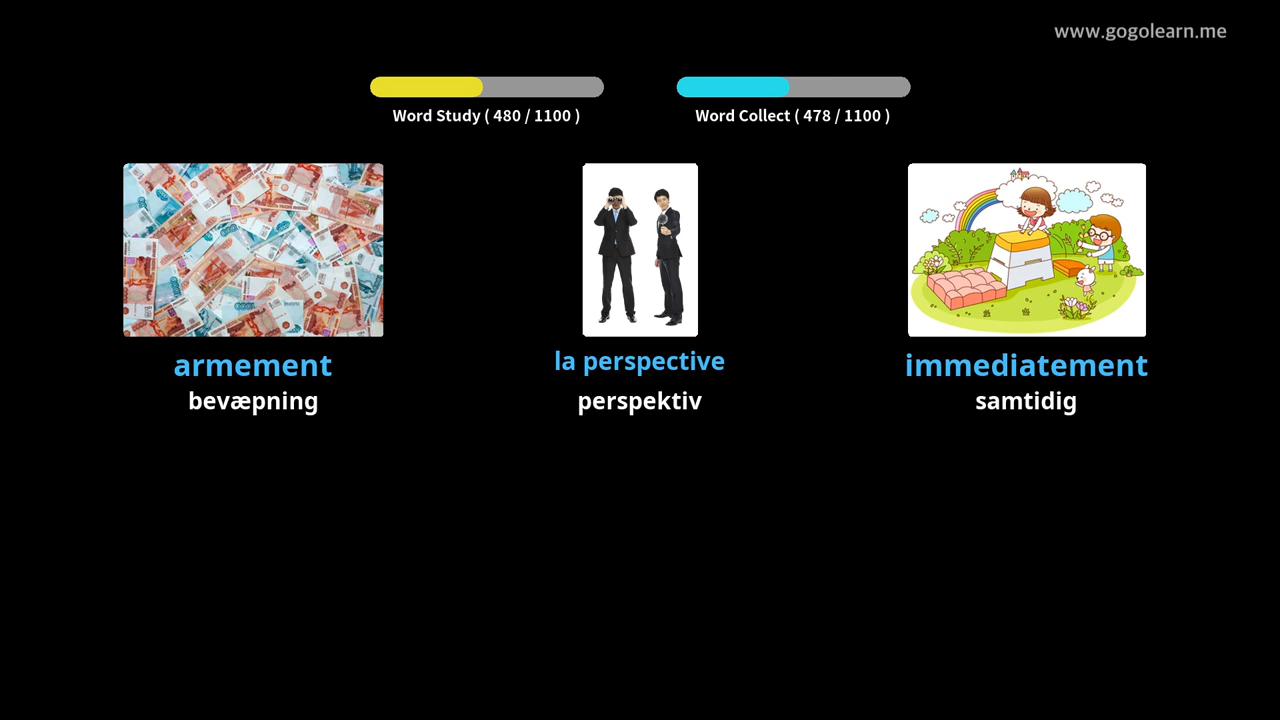 www.gogolearn.me
Word Study ( 480 / 1100 )
Word Collect ( 478 / 1100 )
armement
la perspective
immediatement
bevæpning
perspektiv
samtidig